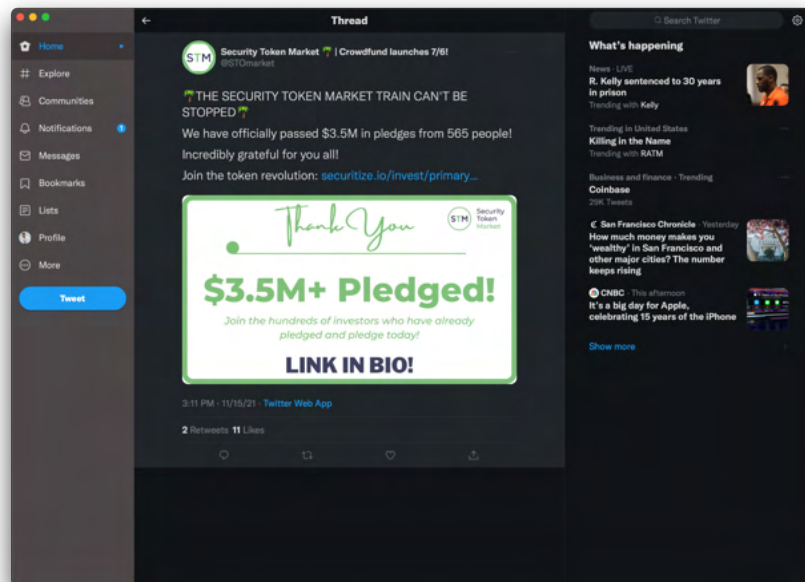 Thread
Home
Explore
Communities
Notifications
1
Messages
Bookmarks
Lists
Profile
More
Tweet
STM
Security Token Market 🌴 | Crowdfund launches 7/6!
@STOmarket
🌴THE SECURITY TOKEN MARKET TRAIN CAN'T BE
STOPPED🌴
We have officially passed $3.5M in pledges from 565 people!
Incredibly grateful for you all!
Join the token revolution: securitize.io/invest/primary...
Thank You
STM
Security
Token
Market
$3.5M+ Pledged!
Join the hundreds of investors who have already
pledged and pledge today!
LINK IN BIO!
3:11 PM · 11/15/21 · Twitter Web App
2 Retweets 11 Likes
Search Twitter
What's happening
News · LIVE
R. Kelly sentenced to 30 years
in prison
Trending with Kelly
Trending in United States
Killing in the Name
Trending with RATM
Business and finance · Trending
Coinbase
29K Tweets
San Francisco Chronicle · Yesterday
How much money makes you
'wealthy' in San Francisco and
other major cities? The number
keeps rising
CNBC · This afternoon
It's a big day for Apple,
celebrating 15 years of the iPhone
Show more